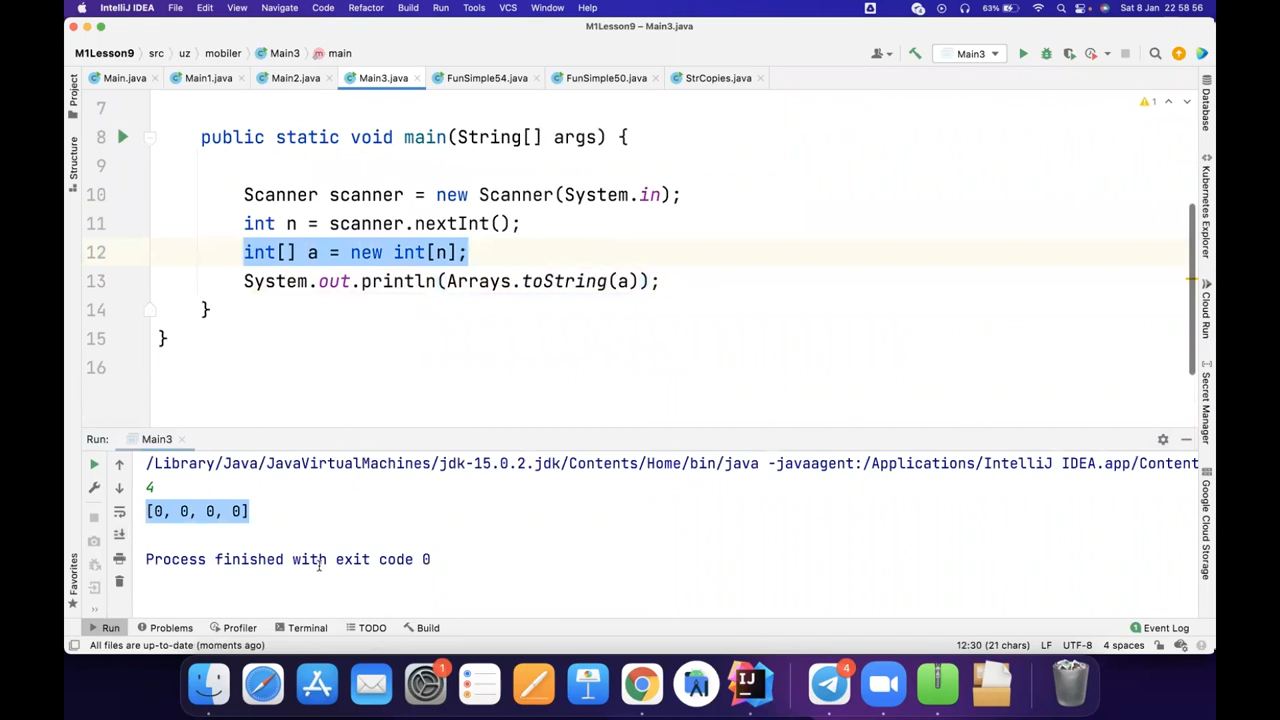 IntelliJ IDEA File Edit View Navigate Code Refactor Build Run Tools VCS Window Help 63% Sat 8 Jan 22 58 56
M1Lesson9 – Main3.java
M1Lesson9 src uz mobiler Main3 main Main3
Main.java Main1.java Main2.java Main3.java FunSimple54.java FunSimple50.java StrCopies.java
Project
Structure
Favorites
Database
Kubernetes Explorer
Cloud Run
Secret Manager
Google Cloud Storage
7 1
8 public static void main(String[] args) {
9
10 Scanner scanner = new Scanner(System.in);
11 int n = scanner.nextInt();
12 int[] a = new int[n];
13 System.out.println(Arrays.toString(a));
14 }
15 }
16
Run: Main3
/Library/Java/JavaVirtualMachines/jdk-15.0.2.jdk/Contents/Home/bin/java -javaagent:/Applications/IntelliJ IDEA.app/Content
4
[0, 0, 0, 0]
Process finished with exit code 0
Run Problems Profiler Terminal TODO Build 1 Event Log
All files are up-to-date (moments ago) 12:30 (21 chars) LF UTF-8 4 spaces
1 4